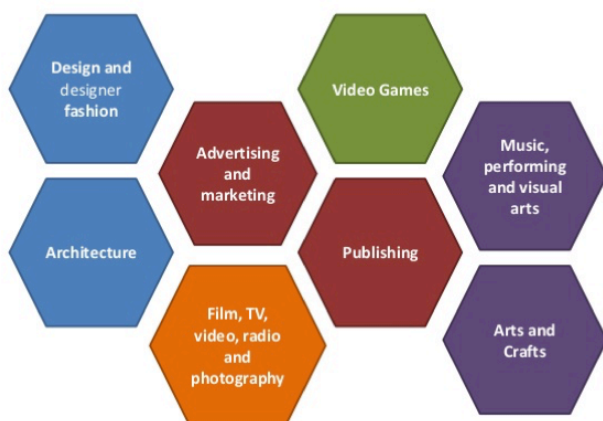 Design and
designer
fashion
Video Games
Advertising
and
marketing
Music,
performing
and visual
arts
Architecture
Publishing
Film, TV,
video, radio
and
photography
Arts and
Crafts